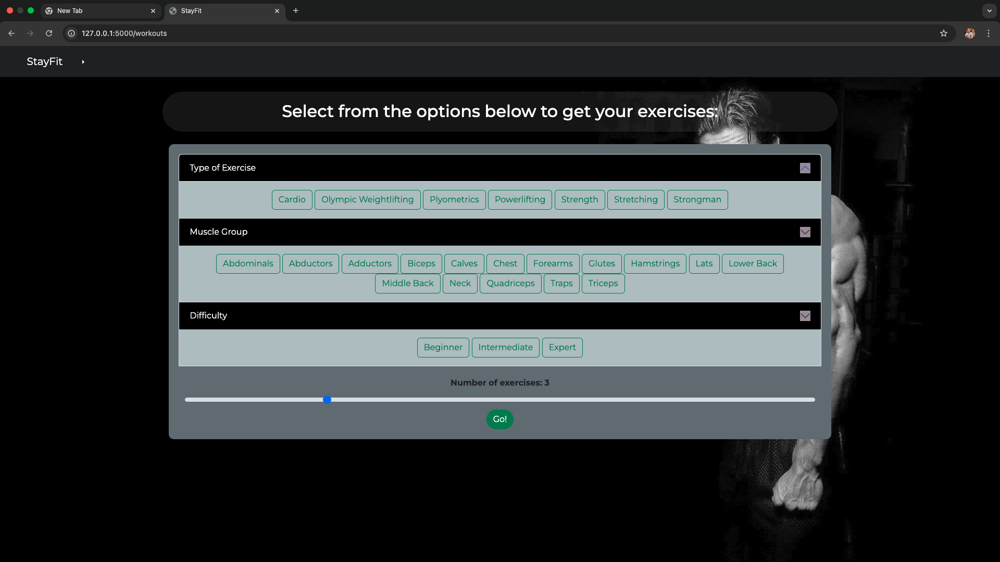 New Tab
StayFit
127.0.0.1:5000/workouts
StayFit
Select from the options below to get your exercises:
Type of Exercise
Cardio Olympic Weightlifting Plyometrics Powerlifting Strength Stretching Strongman
Muscle Group
Abdominals Abductors Adductors Biceps Calves Chest Forearms Glutes Hamstrings Lats Lower Back
Middle Back Neck Quadriceps Traps Triceps
Difficulty
Beginner Intermediate Expert
Number of exercises: 3
Go!